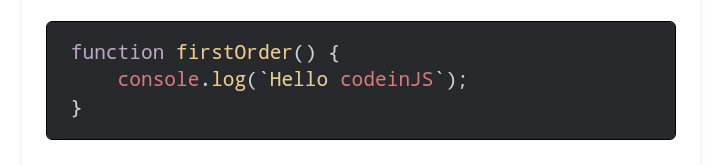 function firstOrder() {
    console.log(`Hello codeinJS`);
}